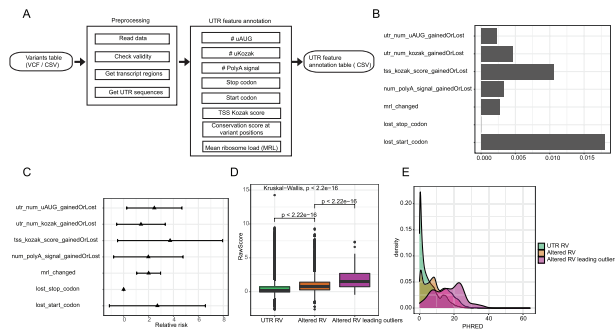 A
Preprocessing
Read data
Check validity
Get transcript regions
Get UTR sequences
Variants table
(VCF / CSV)
UTR feature annotation
# uAUG
# uKozak
# PolyA signal
Stop codon
Start codon
TSS Kozak score
Conservation score at
variant positions
Mean ribosome load (MRL)
UTR feature
annotation table ( CSV)
B
utr_num_uAUG_gainedOrLost
utr_num_kozak_gainedOrLost
tss_kozak_score_gainedOrLost
num_polyA_signal_gainedOrLost
mrl_changed
lost_stop_codon
lost_start_codon
0.000 0.005 0.010 0.015
C
utr_num_uAUG_gainedOrLost
utr_num_kozak_gainedOrLost
tss_kozak_score_gainedOrLost
num_polyA_signal_gainedOrLost
mrl_changed
lost_stop_codon
lost_start_codon
0 2 4 6 8
Relative risk
D
Kruskal−Wallis, p < 2.2e−16
p < 2.22e−16
p < 2.22e−16
15
10
5
0
RawScore
UTR RV Altered RV Altered RV leading outliers
E
0.20
0.15
0.10
0.05
0.00
density
0 20 40 60
PHRED
UTR RV
Altered RV
Altered RV leading outliers